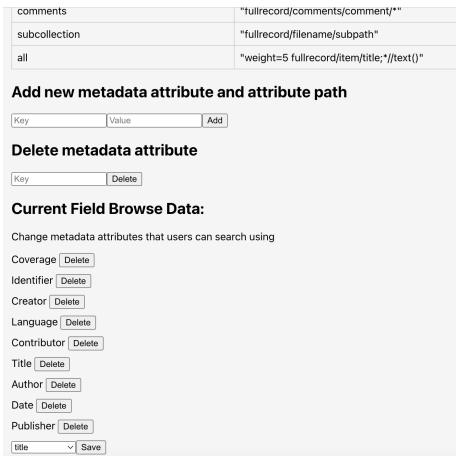 comments "fullrecord/comments/comment/*"
subcollection "fullrecord/filename/subpath"
all "weight=5 fullrecord/item/title;*//text()"
Add new metadata attribute and attribute path
Key Value Add
Delete metadata attribute
Key Delete
Current Field Browse Data:
Change metadata attributes that users can search using
Coverage Delete
Identifier Delete
Creator Delete
Language Delete
Contributor Delete
Title Delete
Author Delete
Date Delete
Publisher Delete
title Save